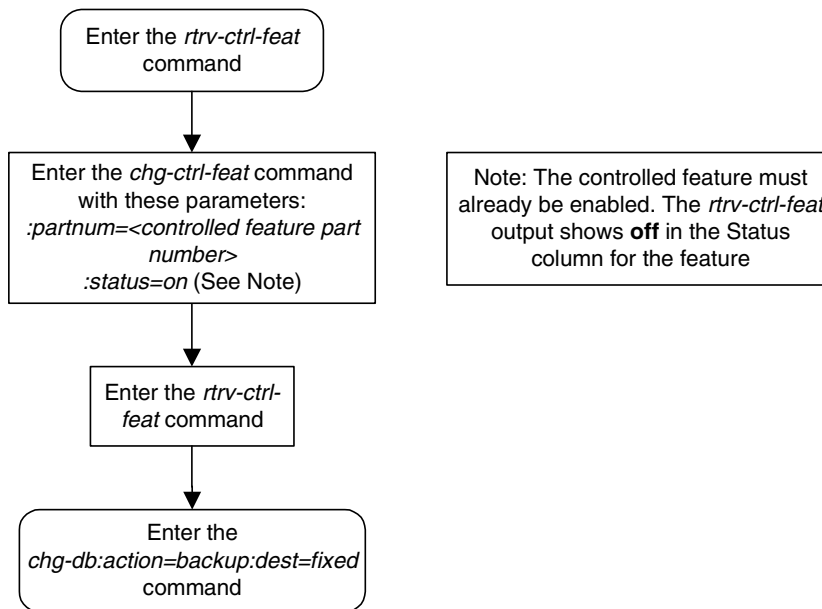 Enter the rtrv-ctrl-feat
command
Enter the chg-ctrl-feat command
with these parameters:
:partnum=<controlled feature part
number>
:status=on (See Note)
Note: The controlled feature must
already be enabled. The rtrv-ctrl-feat
output shows off in the Status
column for the feature
Enter the rtrv-ctrl-
feat command
Enter the
chg-db:action=backup:dest=fixed
command